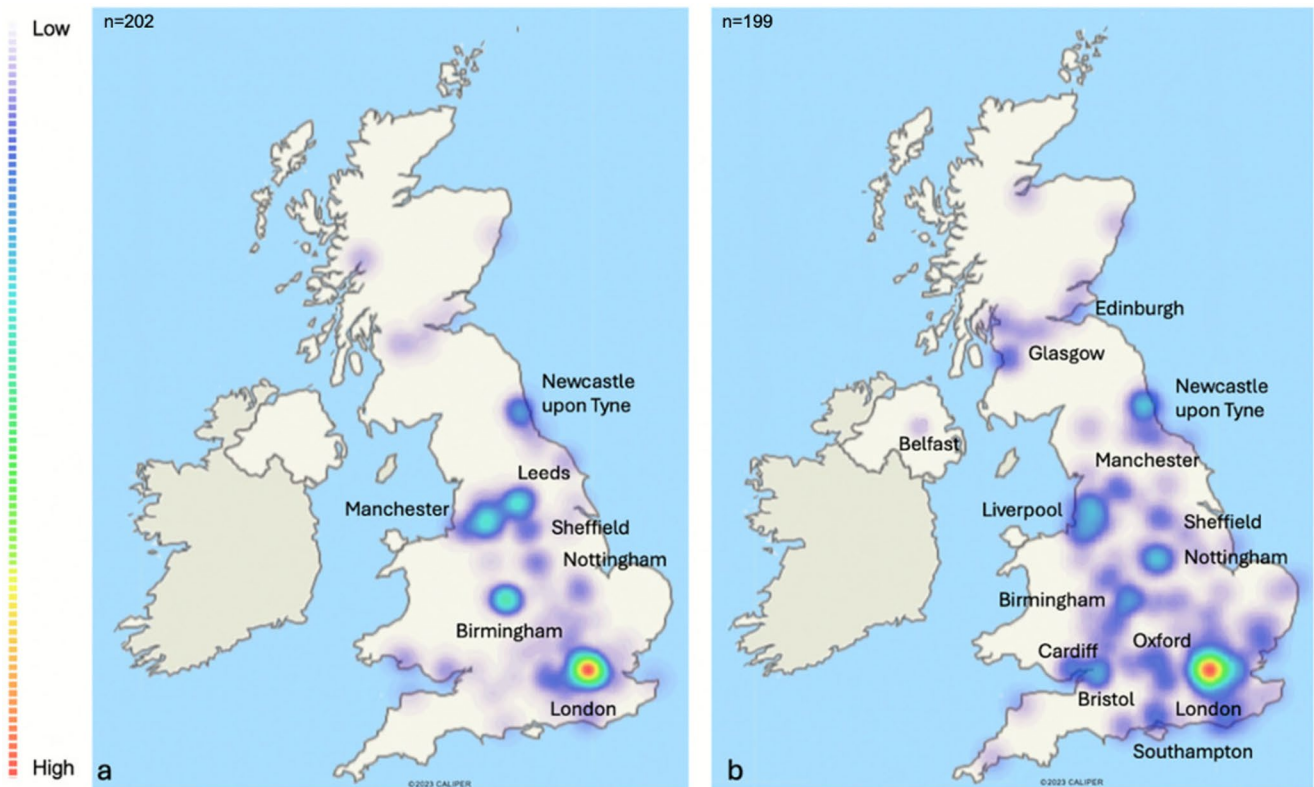 Low
High
n=202
Newcastle
upon Tyne
Leeds
Manchester
Sheffield
Nottingham
Birmingham
London
a
©2023 CALIPER
n=199
Edinburgh
Glasgow
Newcastle
upon Tyne
Belfast
Manchester
Liverpool
Sheffield
Nottingham
Birmingham
Cardiff
Oxford
Bristol
London
Southampton
b
©2023 CALIPER